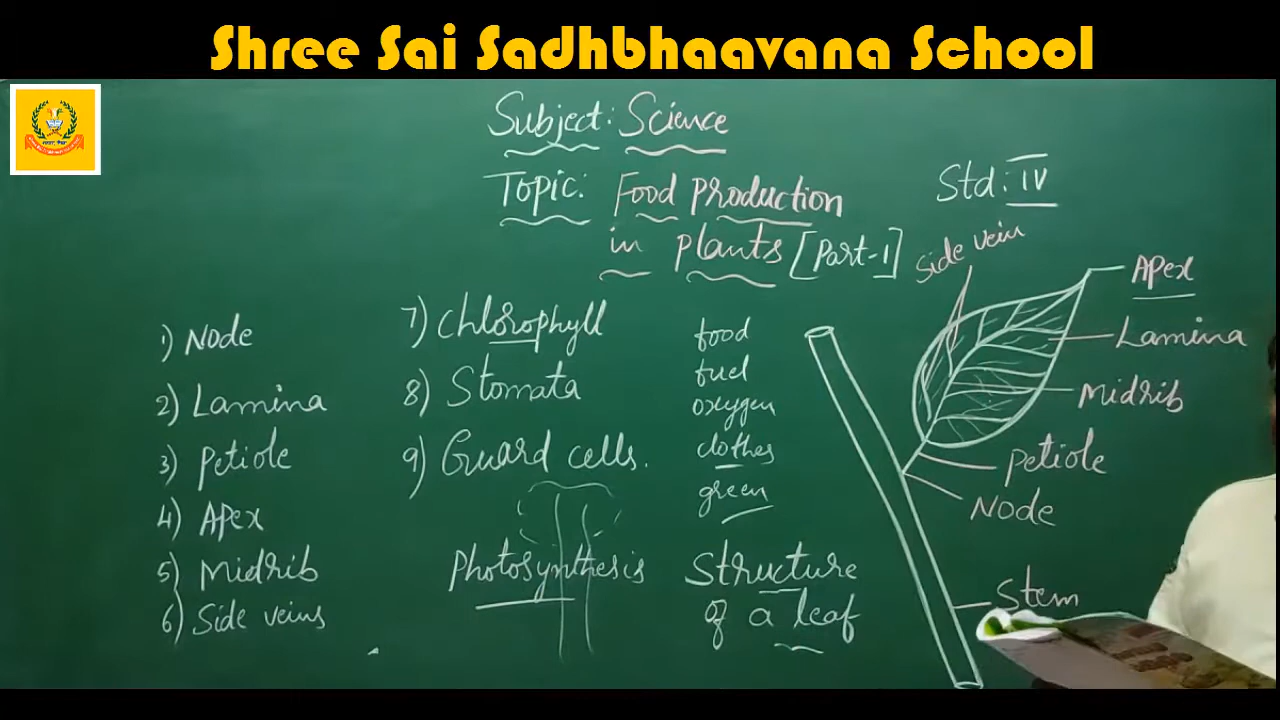 Shree Sai Sadhbhaavana School
Subject: Science
Topic: Food production
in plants [Part-1]
Std: IV
1) Node
2) Lamina
3) Petiole
4) Apex
5) Midrib
6) Side veins
7) Chlorophyll
8) Stomata
9) Guard cells.
Photosynthesis
food
fuel
oxygen
clothes
green
Structure
of a leaf
Side vein
Apex
Lamina
Midrib
Petiole
Node
Stem